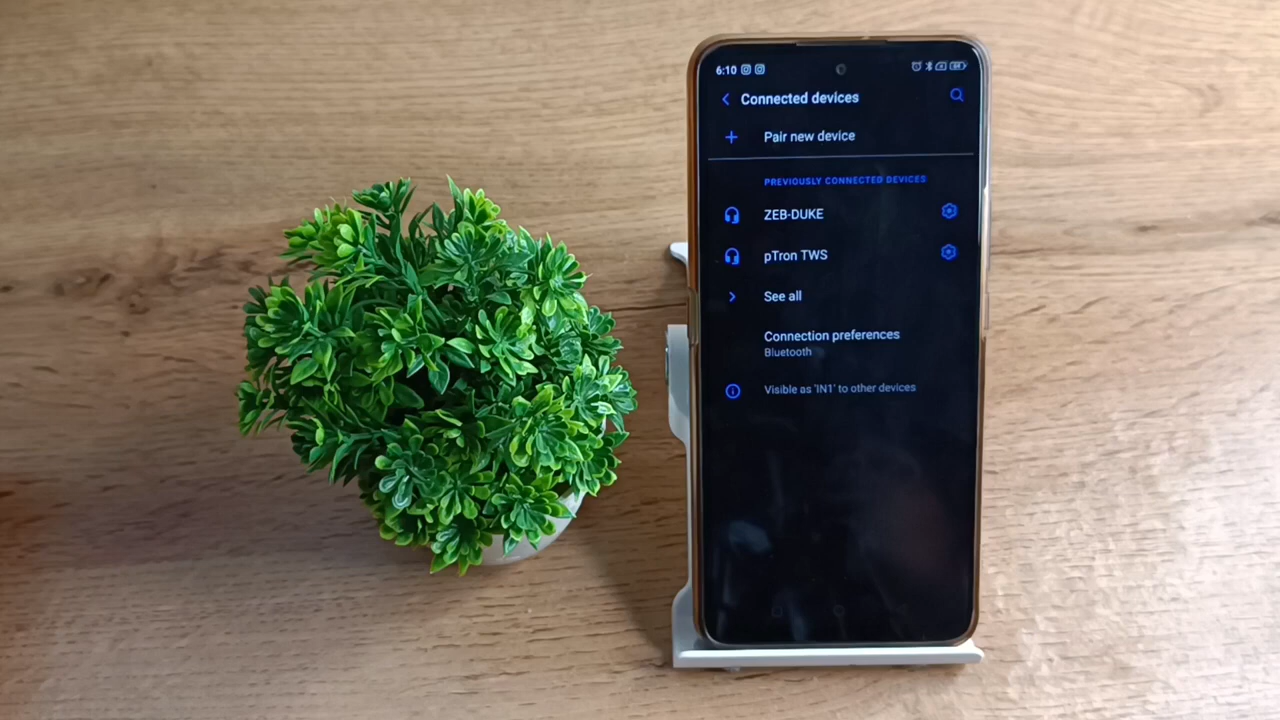 6:10
Connected devices
Pair new device
PREVIOUSLY CONNECTED DEVICES
ZEB-DUKE
pTron TWS
See all
Connection preferences
Bluetooth
Visible as 'IN1' to other devices